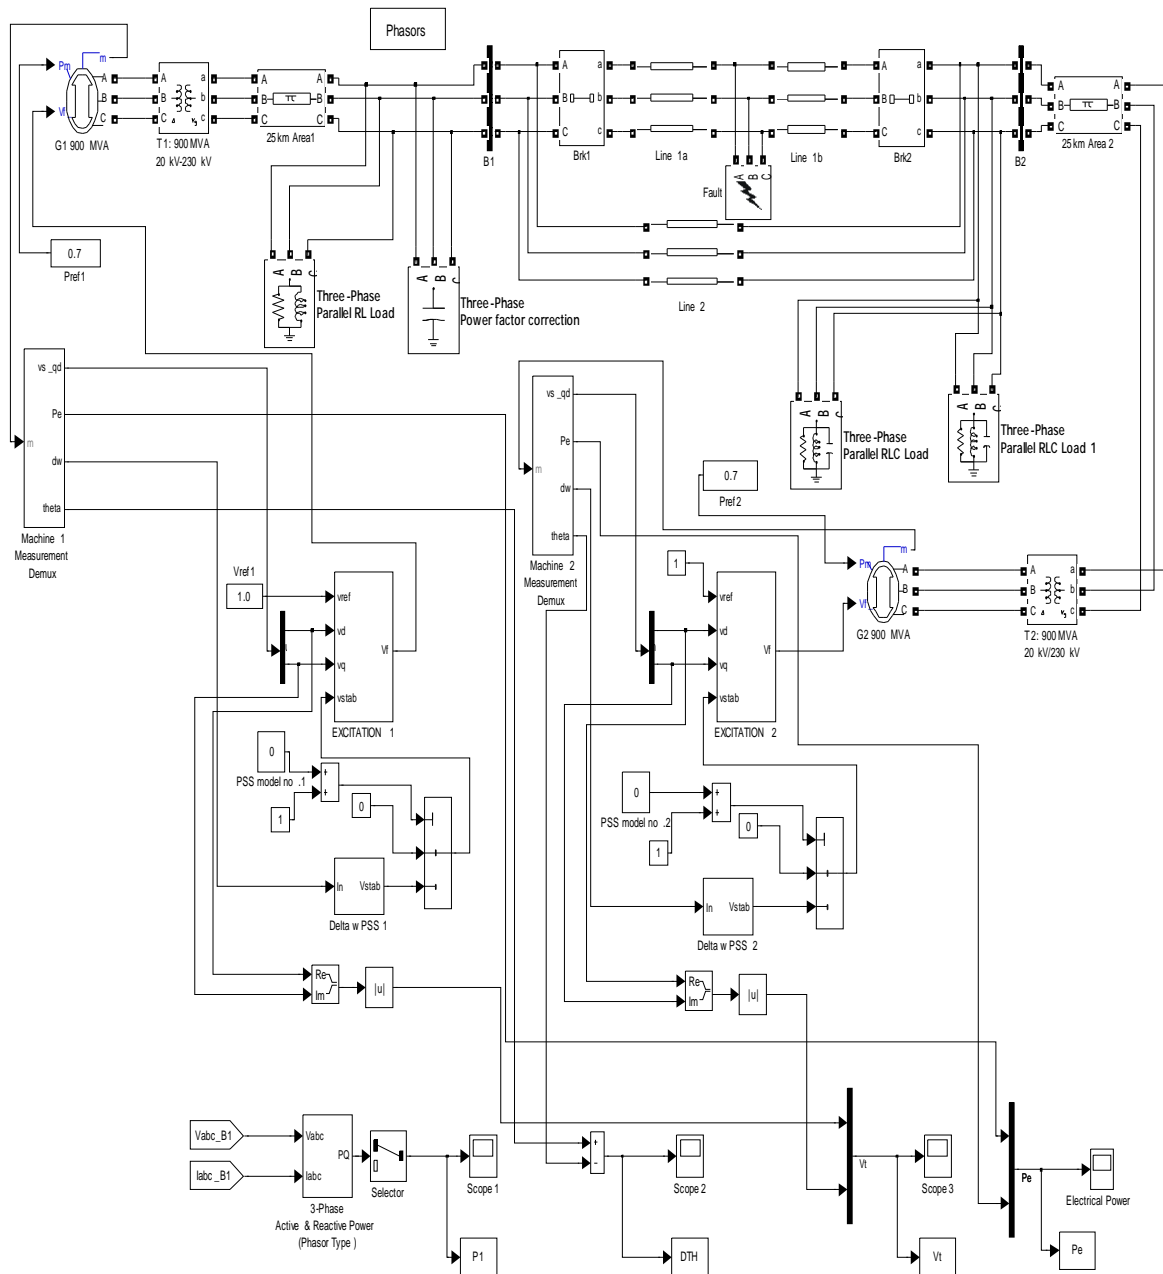 Phasors
Pm
m
A
B
C
Vf
G1 900 MVA
A
B
C
a
b
c
T1: 900 MVA
20 kV-230 kV
A
B
C
A
B
C
25 km Area1
B1
A
B
C
a
b
c
Brk1
Line 1a
Line 1b
A
B
C
a
b
c
Brk2
B2
A
B
C
A
B
C
25 km Area 2
A
B
C
Fault
Line 2
0.7
Pref1
A
B
C
Three-Phase
Parallel RL Load
A
B
C
Three-Phase
Power factor correction
m
vs_qd
Pe
dw
theta
Machine 1
Measurement
Demux
m
vs_qd
Pe
dw
theta
Machine 2
Measurement
Demux
A
B
C
Three-Phase
Parallel RLC Load
A
B
C
Three-Phase
Parallel RLC Load 1
0.7
Pref2
Pm
m
A
B
C
Vf
G2 900 MVA
A
B
C
a
b
c
T2: 900 MVA
20 kV/230 kV
Vref1
1.0
vref
vd
vq
vstab
Vf
EXCITATION 1
1
vref
vd
vq
vstab
Vf
EXCITATION 2
0
PSS model no .1
1
0
In
Vstab
Delta w PSS 1
0
PSS model no .2
1
0
In
Vstab
Delta w PSS 2
Re
Im
|u|
Re
Im
|u|
Vabc_B1
Iabc_B1
Vabc
Iabc
PQ
3-Phase
Active & Reactive Power
(Phasor Type )
Selector
Scope 1
P1
Scope 2
DTH
Vt
Scope 3
Vt
Pe
Electrical Power
Pe